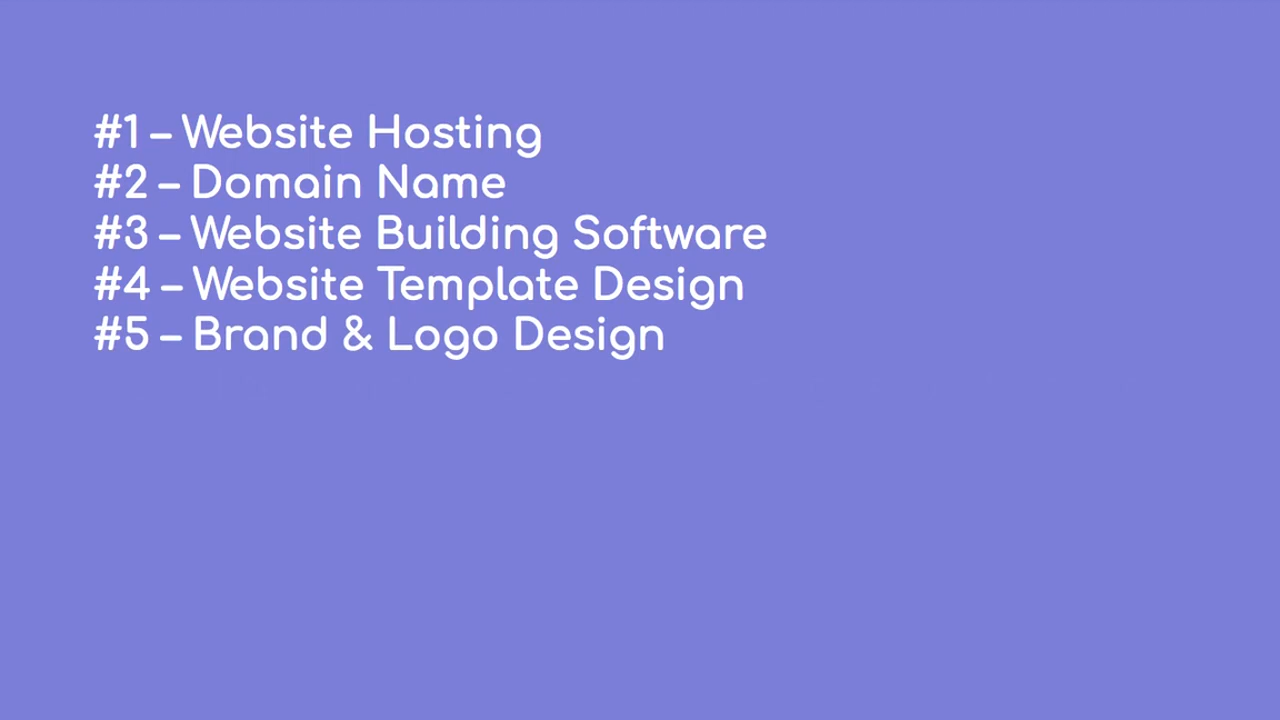 #1 – Website Hosting
#2 – Domain Name
#3 – Website Building Software
#4 – Website Template Design
#5 – Brand & Logo Design